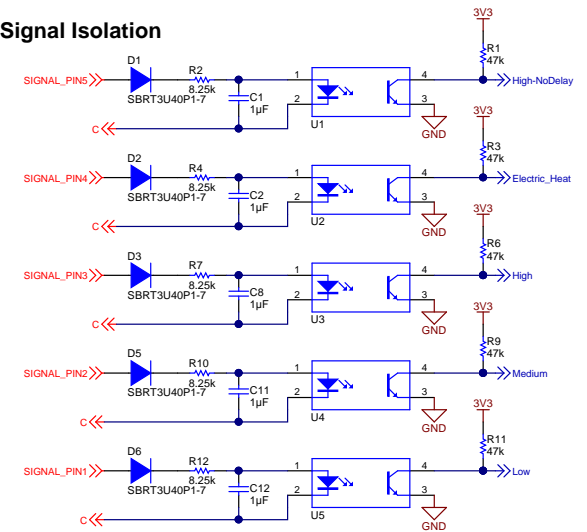 Signal Isolation
3V3
R1
47k
D1
R2
SIGNAL_PIN5
8.25k
SBRT3U40P1-7
C1
1µF
1
2
4
3
U1
High-NoDelay
C
GND
3V3
R3
47k
D2
R4
SIGNAL_PIN4
8.25k
SBRT3U40P1-7
C2
1µF
1
2
4
3
U2
Electric_Heat
C
GND
3V3
R6
47k
D3
R7
SIGNAL_PIN3
8.25k
SBRT3U40P1-7
C8
1µF
1
2
4
3
U3
High
C
GND
3V3
R9
47k
D5
R10
SIGNAL_PIN2
8.25k
SBRT3U40P1-7
C11
1µF
1
2
4
3
U4
Medium
C
GND
3V3
R11
47k
D6
R12
SIGNAL_PIN1
8.25k
SBRT3U40P1-7
C12
1µF
1
2
4
3
U5
Low
C
GND